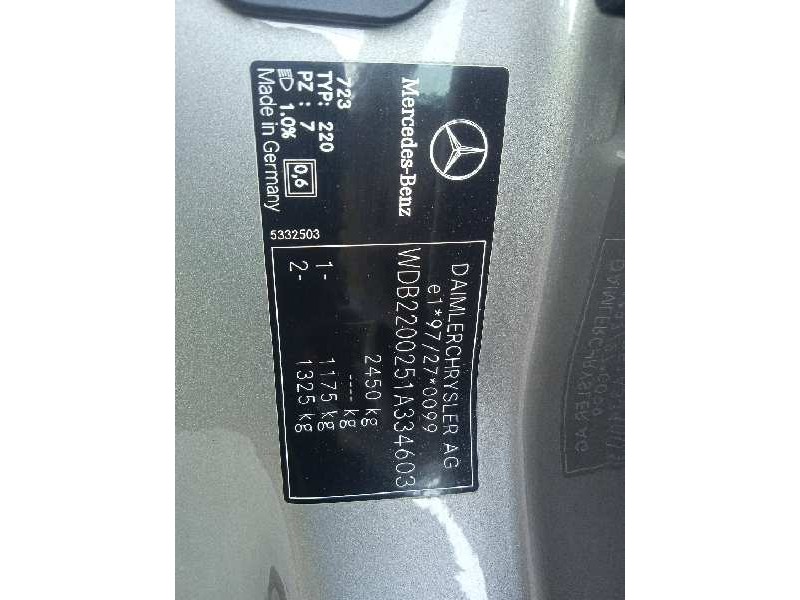 Mercedes-Benz
723
TYP: 220
PZ : 7
1.0%
Made in Germany
0,6
5332503
DAIMLERCHRYSLER AG
e1*97/27*0099
WDB2200251A334603
2450 kg
---- kg
1- 1175 kg
2- 1325 kg